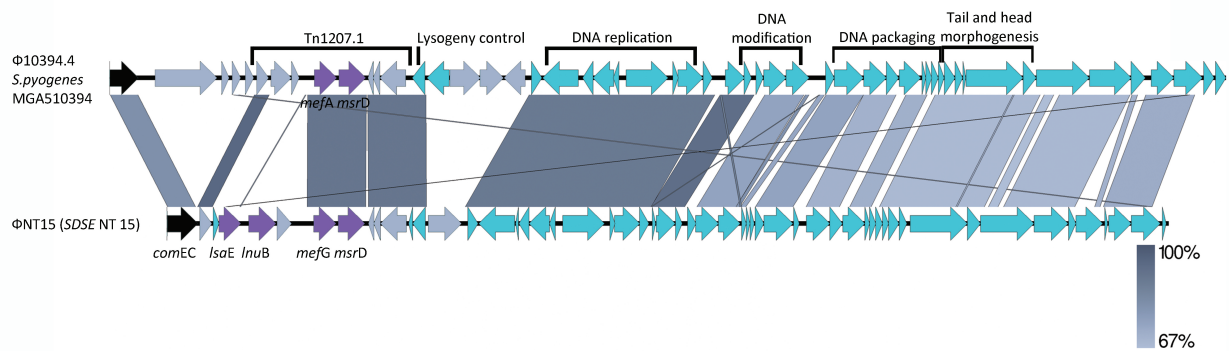 Tn1207.1
Lysogeny control
DNA replication
DNA
modification
DNA packaging
Tail and head
morphogenesis
Φ10394.4
S.pyogenes
MGA510394
mefA msrD
ΦNT15 (SDSE NT 15)
comEC
lsaE
lnuB
mefG msrD
100%
67%